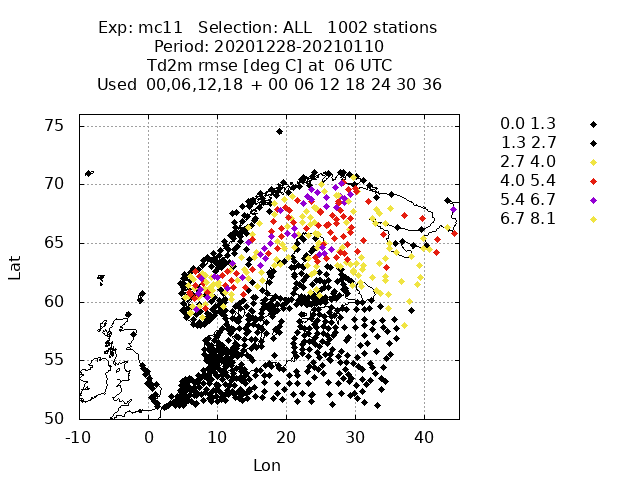 Exp: mc11   Selection: ALL   1002 stations
Period: 20201228-20210110
Td2m rmse [deg C] at  06 UTC
Used  00,06,12,18  + 00 06 12 18 24 30 36
75
70
65
60
55
50
Lat
-10 0 10 20 30 40
Lon
0.0 1.3
1.3 2.7
2.7 4.0
4.0 5.4
5.4 6.7
6.7 8.1